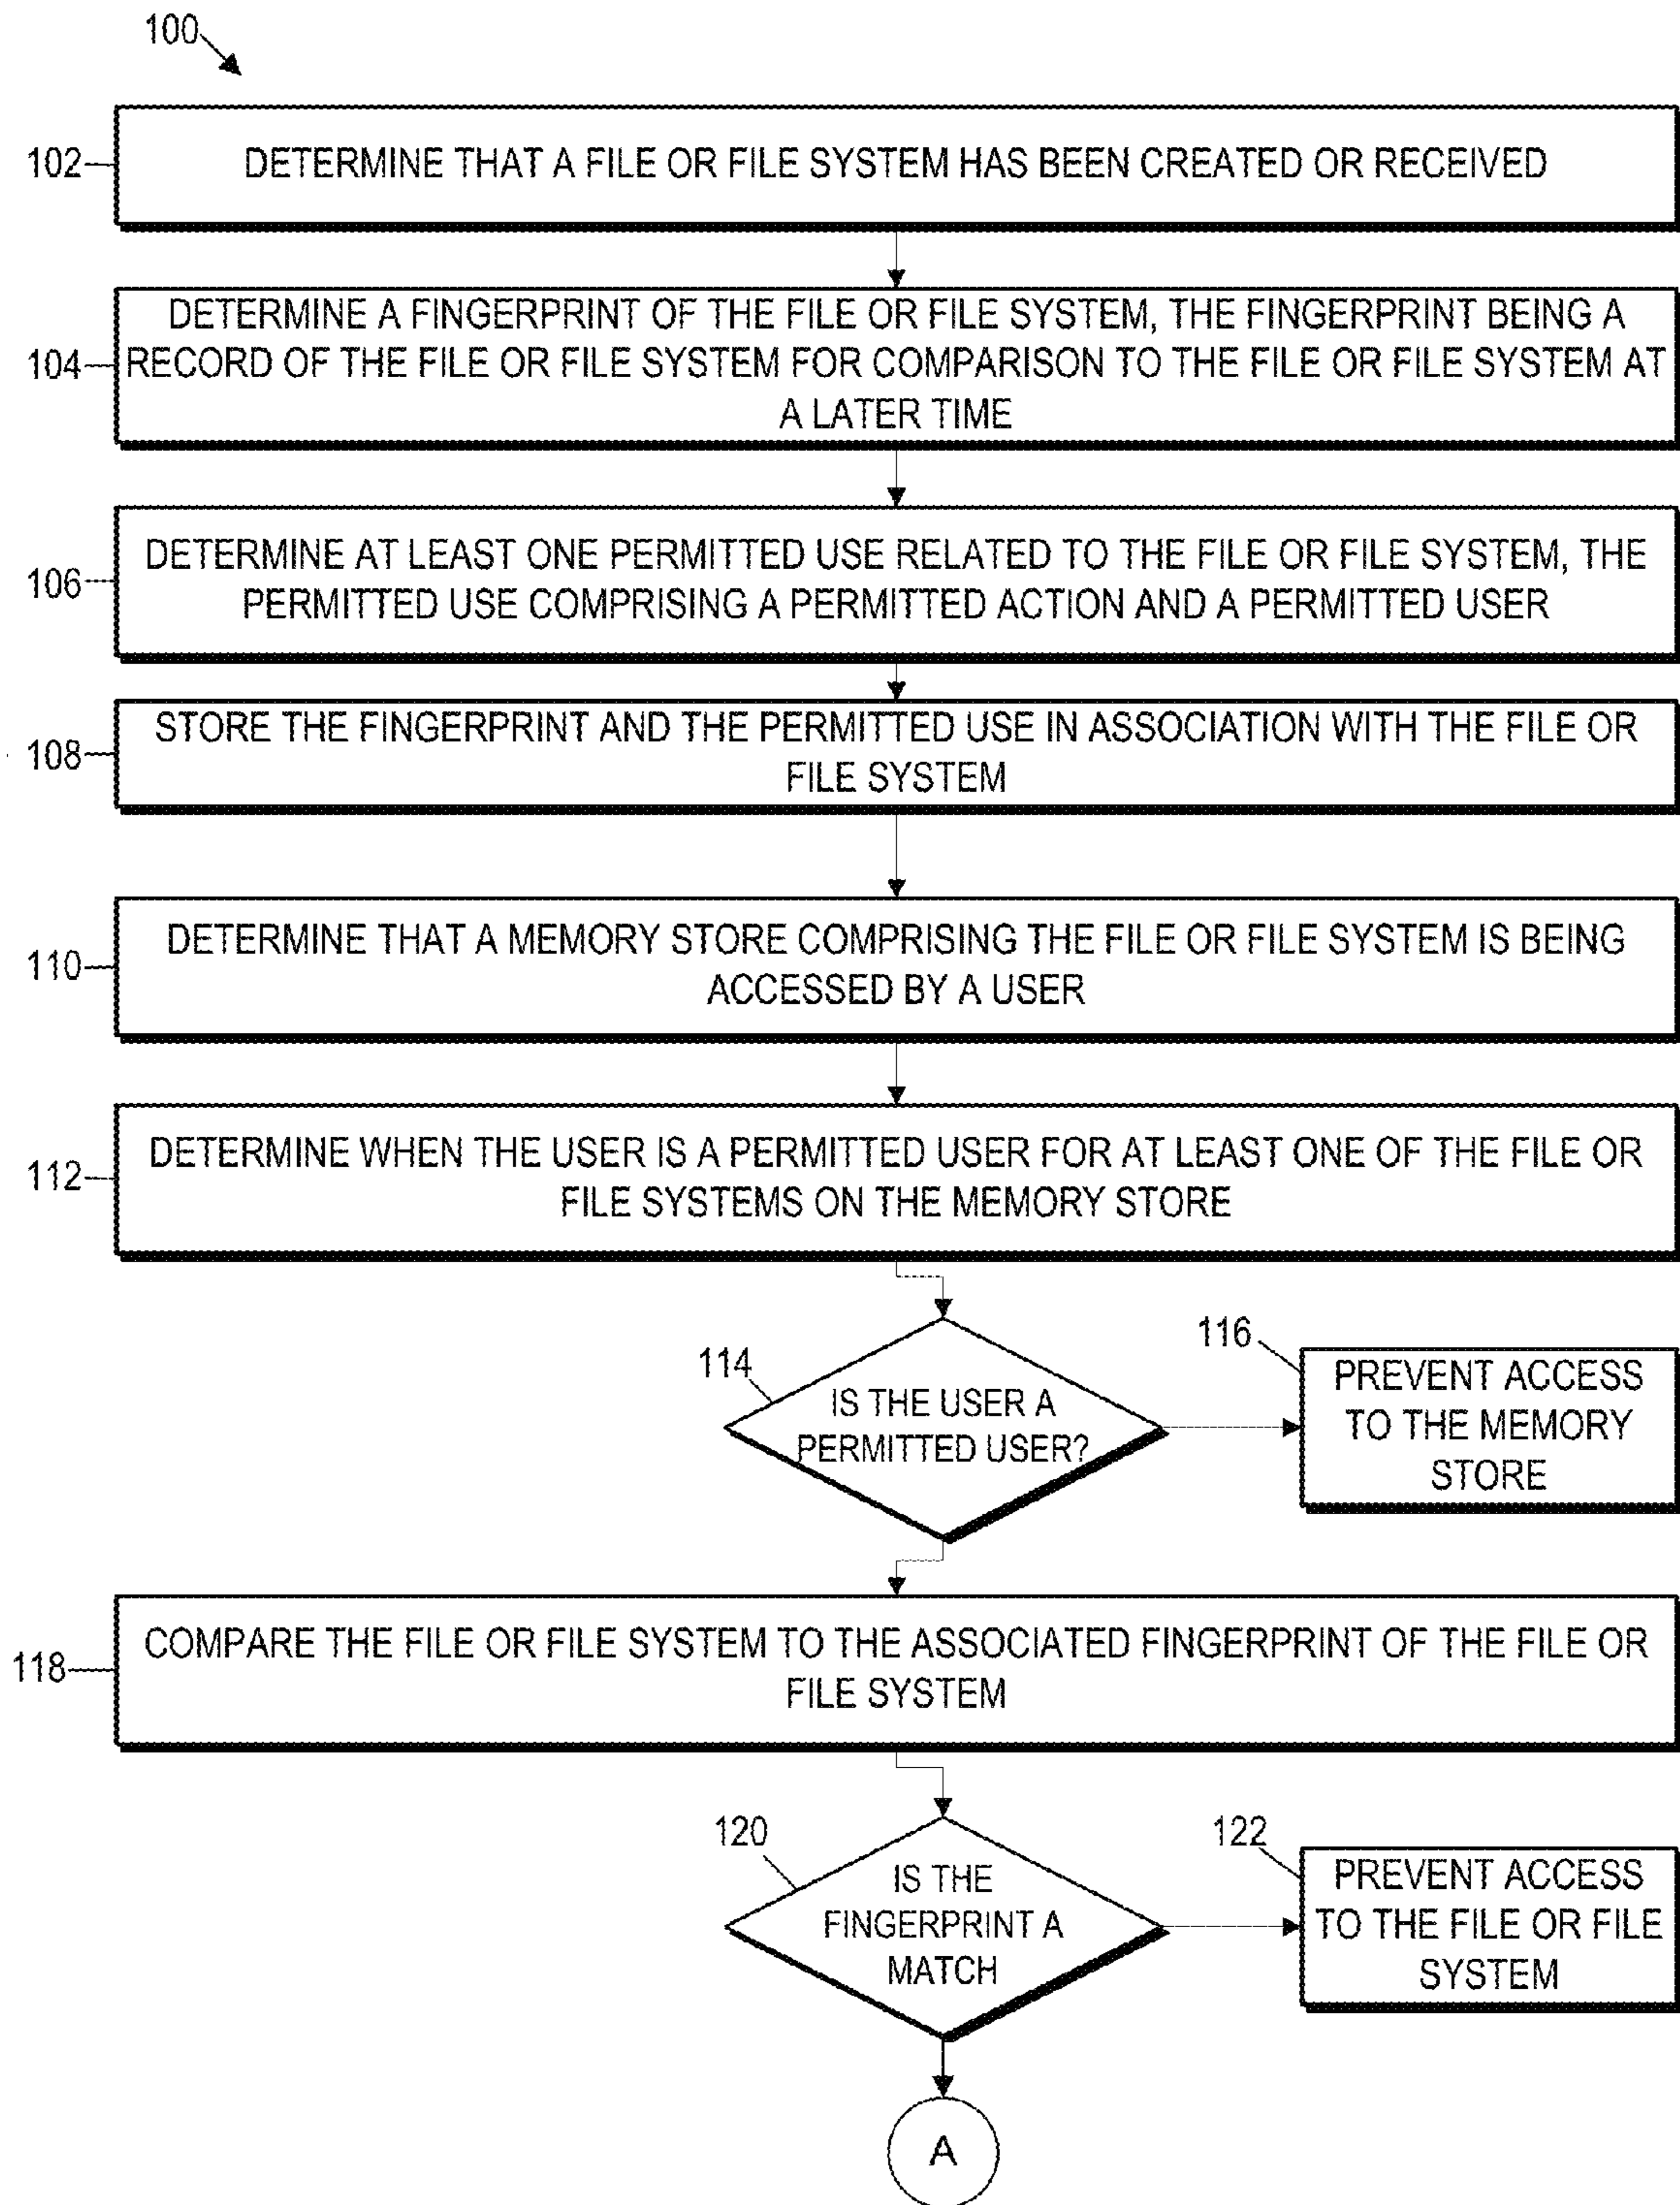 100
102
DETERMINE THAT A FILE OR FILE SYSTEM HAS BEEN CREATED OR RECEIVED
104
DETERMINE A FINGERPRINT OF THE FILE OR FILE SYSTEM, THE FINGERPRINT BEING A
RECORD OF THE FILE OR FILE SYSTEM FOR COMPARISON TO THE FILE OR FILE SYSTEM AT
A LATER TIME
106
DETERMINE AT LEAST ONE PERMITTED USE RELATED TO THE FILE OR FILE SYSTEM, THE
PERMITTED USE COMPRISING A PERMITTED ACTION AND A PERMITTED USER
108
STORE THE FINGERPRINT AND THE PERMITTED USE IN ASSOCIATION WITH THE FILE OR
FILE SYSTEM
110
DETERMINE THAT A MEMORY STORE COMPRISING THE FILE OR FILE SYSTEM IS BEING
ACCESSED BY A USER
112
DETERMINE WHEN THE USER IS A PERMITTED USER FOR AT LEAST ONE OF THE FILE OR
FILE SYSTEMS ON THE MEMORY STORE
114
IS THE USER A
PERMITTED USER?
116
PREVENT ACCESS
TO THE MEMORY
STORE
118
COMPARE THE FILE OR FILE SYSTEM TO THE ASSOCIATED FINGERPRINT OF THE FILE OR
FILE SYSTEM
120
IS THE
FINGERPRINT A
MATCH
122
PREVENT ACCESS
TO THE FILE OR FILE
SYSTEM
A